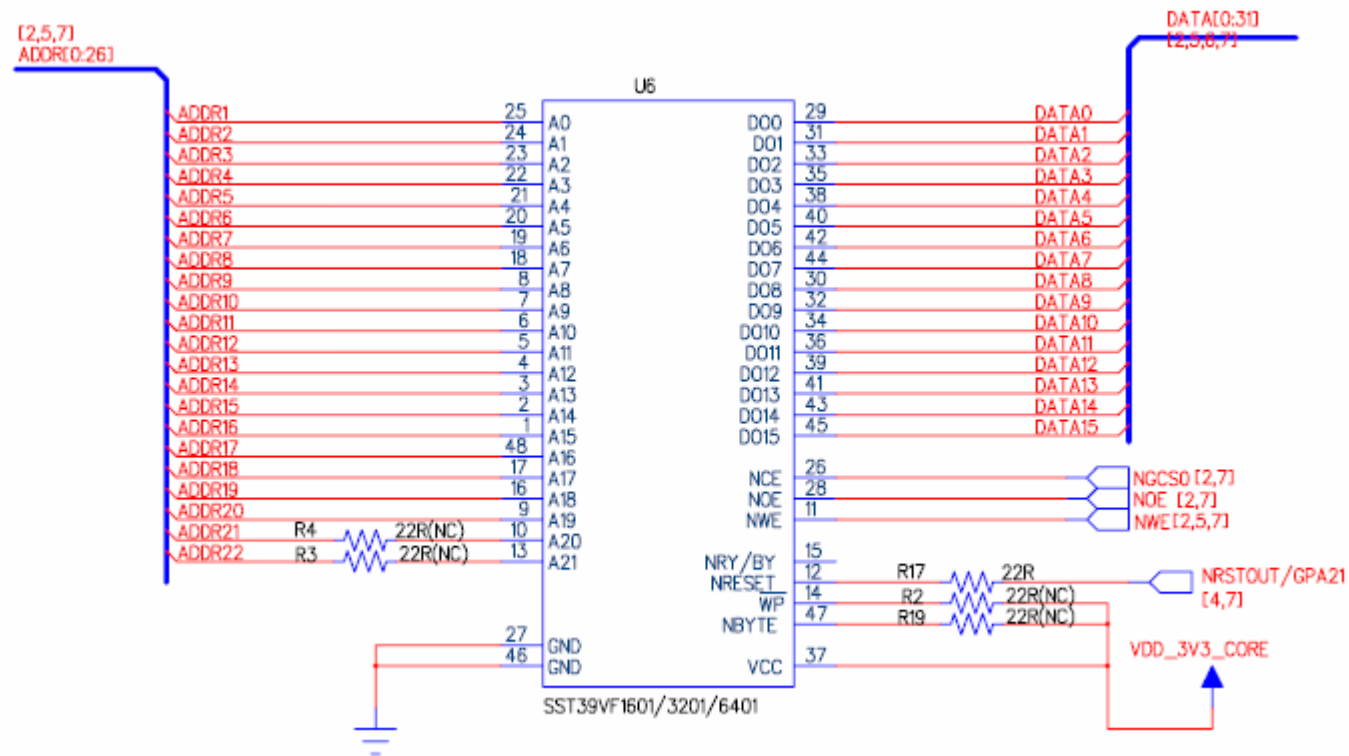 [2,5,7]
ADDR[0:26]
DATA[0:31]
[2,5,6,7]
U6
ADDR1 25 A0 DO0 29 DATA0
ADDR2 24 A1 DO1 31 DATA1
ADDR3 23 A2 DO2 33 DATA2
ADDR4 22 A3 DO3 35 DATA3
ADDR5 21 A4 DO4 38 DATA4
ADDR6 20 A5 DO5 40 DATA5
ADDR7 19 A6 DO6 42 DATA6
ADDR8 18 A7 DO7 44 DATA7
ADDR9 8 A8 DO8 30 DATA8
ADDR10 7 A9 DO9 32 DATA9
ADDR11 6 A10 DO10 34 DATA10
ADDR12 5 A11 DO11 36 DATA11
ADDR13 4 A12 DO12 39 DATA12
ADDR14 3 A13 DO13 41 DATA13
ADDR15 2 A14 DO14 43 DATA14
ADDR16 1 A15 DO15 45 DATA15
ADDR17 48 A16
ADDR18 17 A17 NCE 26 NGCS0 [2,7]
ADDR19 16 A18 NOE 28 NOE [2,7]
ADDR20 9 A19 NWE 11 NWE[2,5,7]
ADDR21 R4 22R(NC) 10 A20
ADDR22 R3 22R(NC) 13 A21 NRY/BY 15
NRESET 12 R17 22R NRSTOUT/GPA21
[4,7]
WP 14 R2 22R(NC)
NBYTE 47 R19 22R(NC)
27 GND
46 GND VCC 37 VDD_3V3_CORE
SST39VF1601/3201/6401